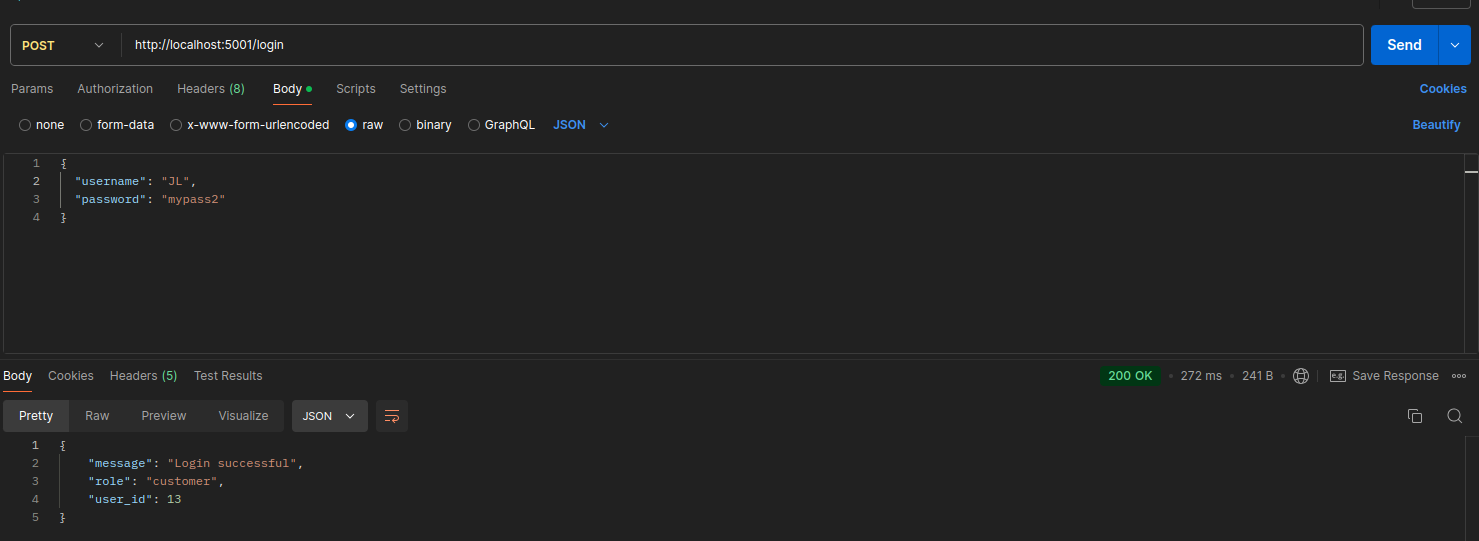 POST http://localhost:5001/login Send
Params Authorization Headers (8) Body Scripts Settings Cookies
none form-data x-www-form-urlencoded raw binary GraphQL JSON Beautify
1 {
2 "username": "JL",
3 "password": "mypass2"
4 }
Body Cookies Headers (5) Test Results 200 OK 272 ms 241 B e.g. Save Response
Pretty Raw Preview Visualize JSON
1 {
2 "message": "Login successful",
3 "role": "customer",
4 "user_id": 13
5 }